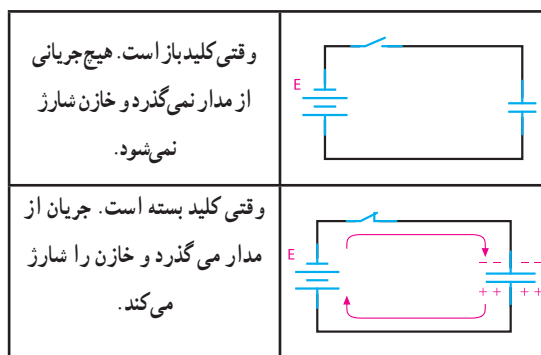 وقتی کلید باز است. هیچ جریانی
از مدار نمی‌گذرد و خازن شارژ
نمی‌شود.
E
وقتی کلید بسته است. جریان از
مدار می گذرد و خازن را شارژ
می‌کند.
E
− − − −
+ + + +